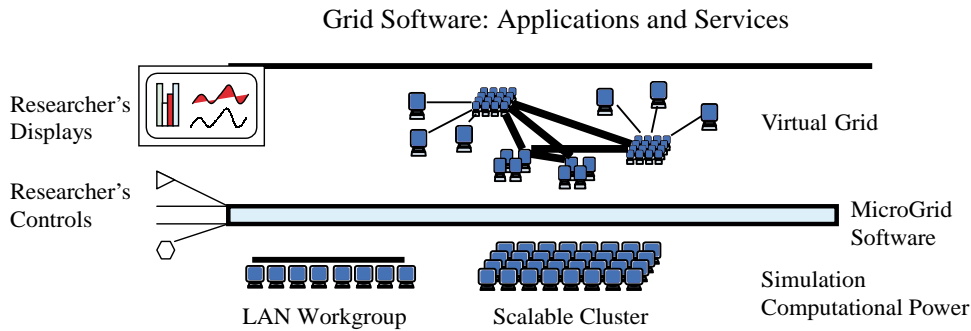 Grid Software: Applications and Services
Researcher's
Displays
Virtual Grid
Researcher's
Controls
MicroGrid
Software
LAN Workgroup
Scalable Cluster
Simulation
Computational Power